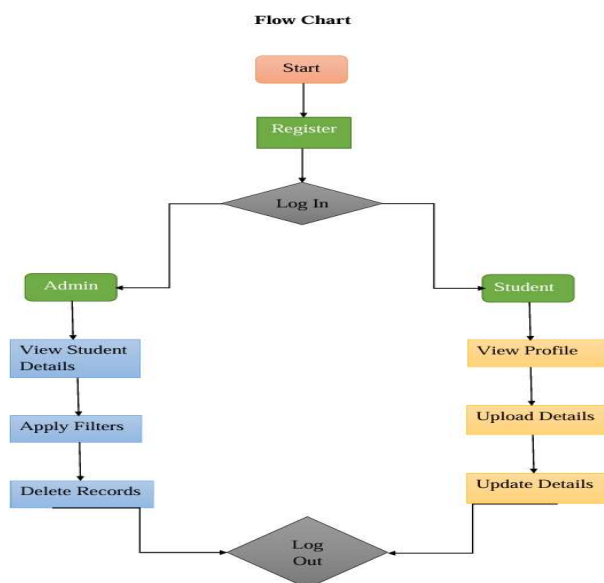 Flow Chart
Start
Register
Log In
Admin
Student
View Student
Details
View Profile
Apply Filters
Upload Details
Delete Records
Update Details
Log
Out